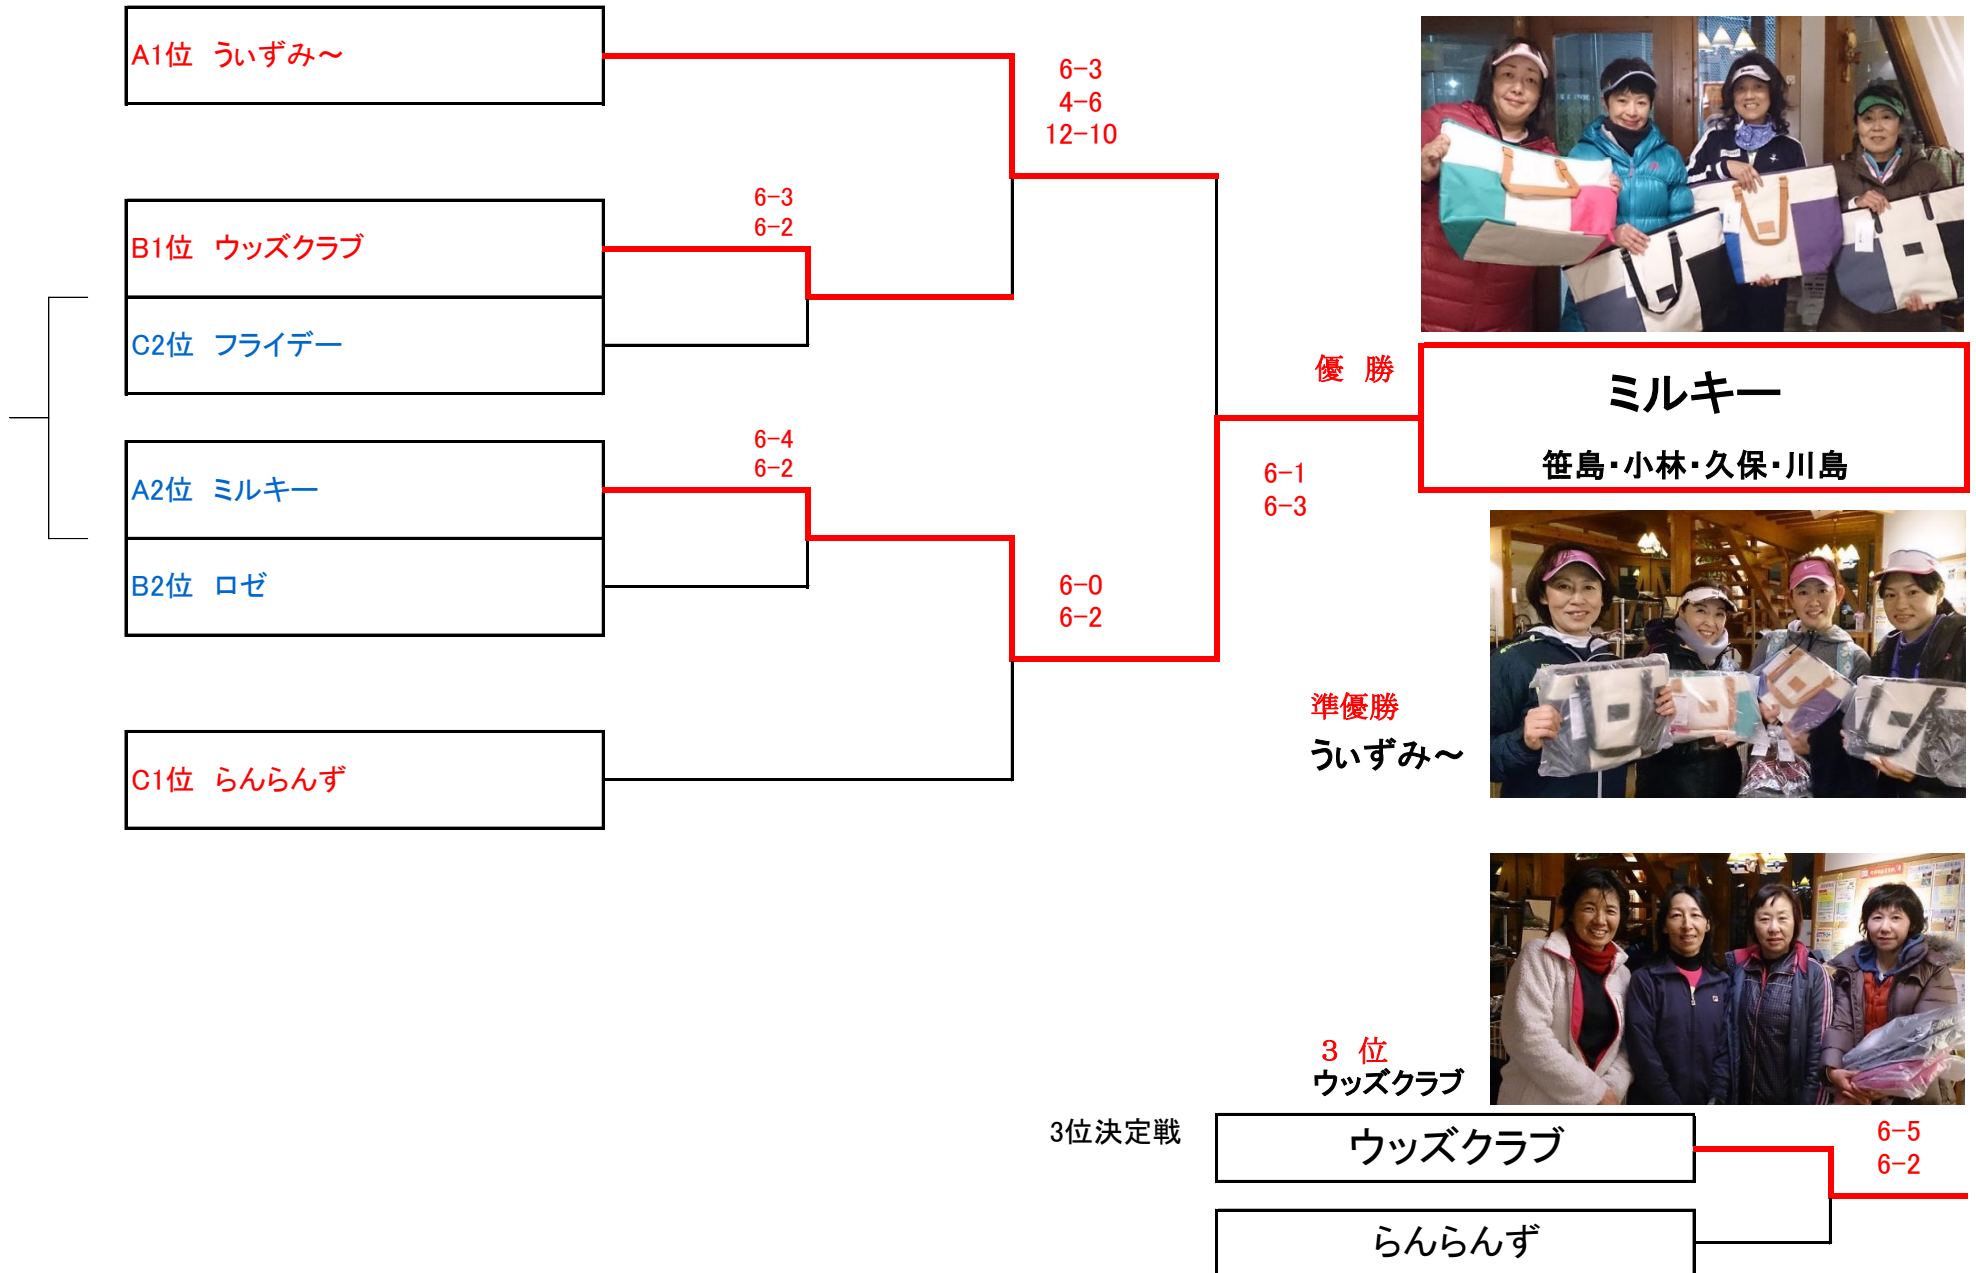 A1位　うぃずみ～
6-3
4-6
12-10
B1位　ウッズクラブ
6-3
6-2
C2位　フライデー
優　勝
ミルキー
笹島・小林・久保・川島
A2位　ミルキー
6-4
6-2
6-1
6-3
B2位　ロゼ
6-0
6-2
準優勝
うぃずみ～
C1位　らんらんず
３　位
ウッズクラブ
3位決定戦
ウッズクラブ
6-5
6-2
らんらんず